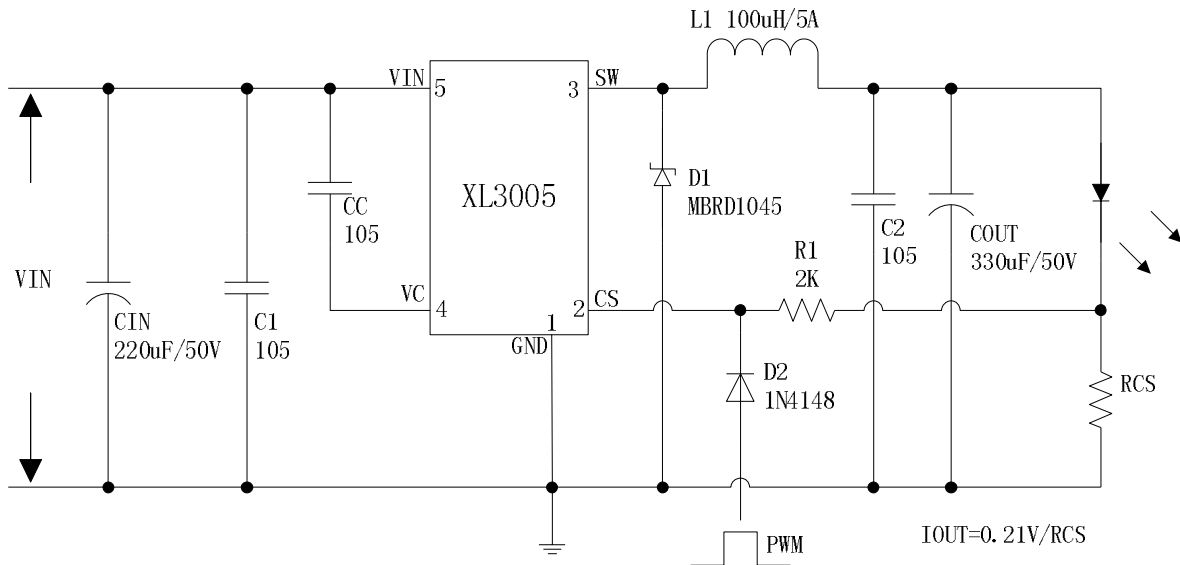 L1 100uH/5A
VIN
5
3
SW
XL3005
CC
105
D1
MBRD1045
C2
105
COUT
330uF/50V
R1
2K
VIN
VC
4
2
CS
1
GND
CIN
220uF/50V
C1
105
D2
1N4148
RCS
PWM
IOUT=0.21V/RCS